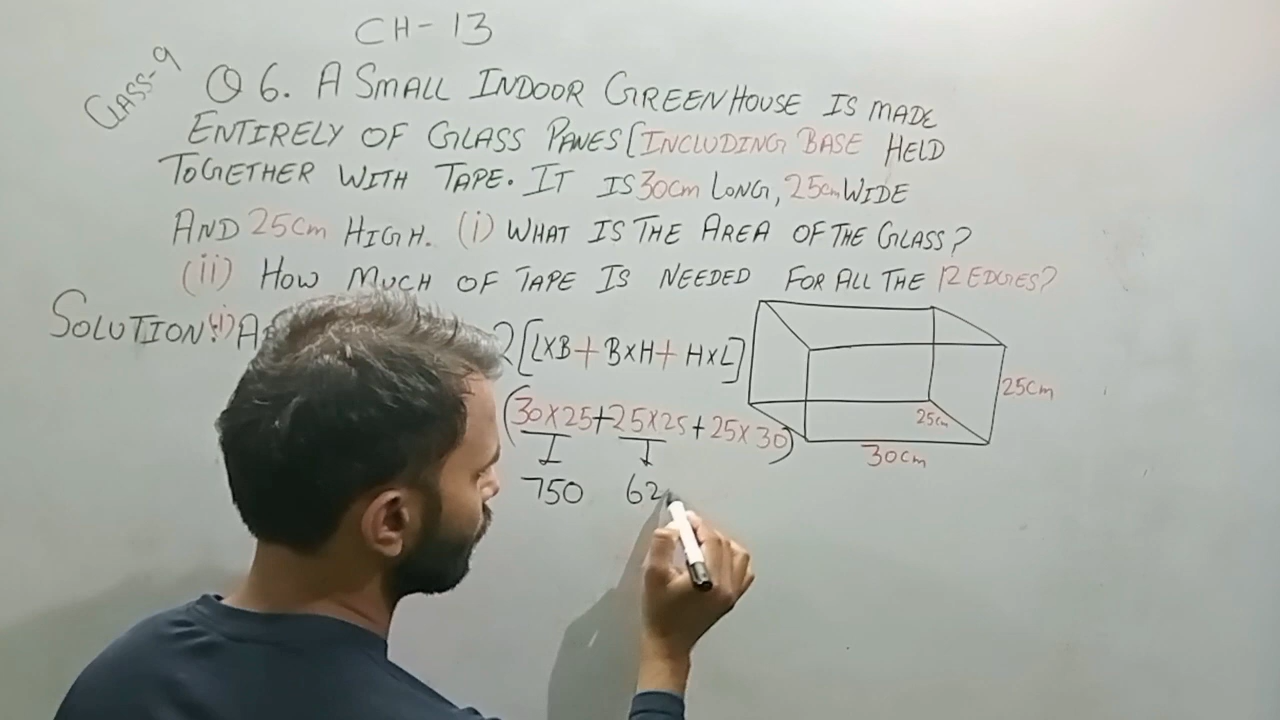 CH-13
CLASS-9
Q 6. A SMALL INDOOR GREENHOUSE IS MADE
ENTIRELY OF GLASS PANES [INCLUDING BASE HELD
TOGETHER WITH TAPE. IT IS 30cm LONG, 25cm WIDE
AND 25cm HIGH. (i) WHAT IS THE AREA OF THE GLASS?
(ii) HOW MUCH OF TAPE IS NEEDED FOR ALL THE 12 EDGES?
SOLUTION: (i) 2[L×B + B×H + H×L]
(30×25+25×25+25×30)
750 62
25cm
25cm
30cm